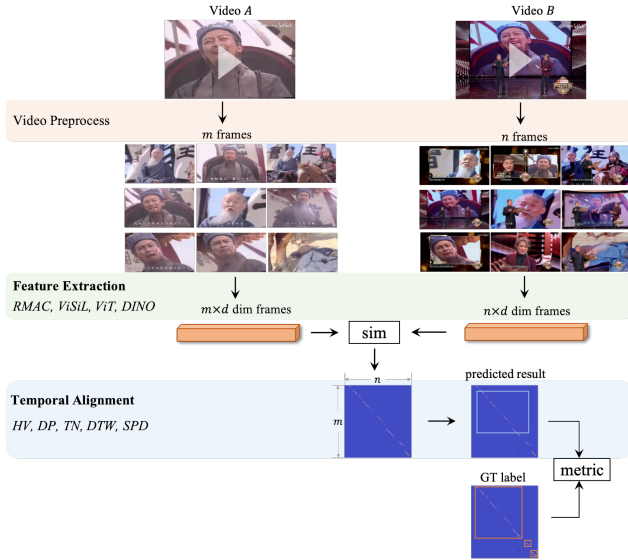 Video A
Video B
Video Preprocess
m frames
n frames
Feature Extraction
RMAC, ViSiL, ViT, DINO
m×d dim frames
n×d dim frames
sim
n
predicted result
Temporal Alignment
HV, DP, TN, DTW, SPD
m
metric
GT label